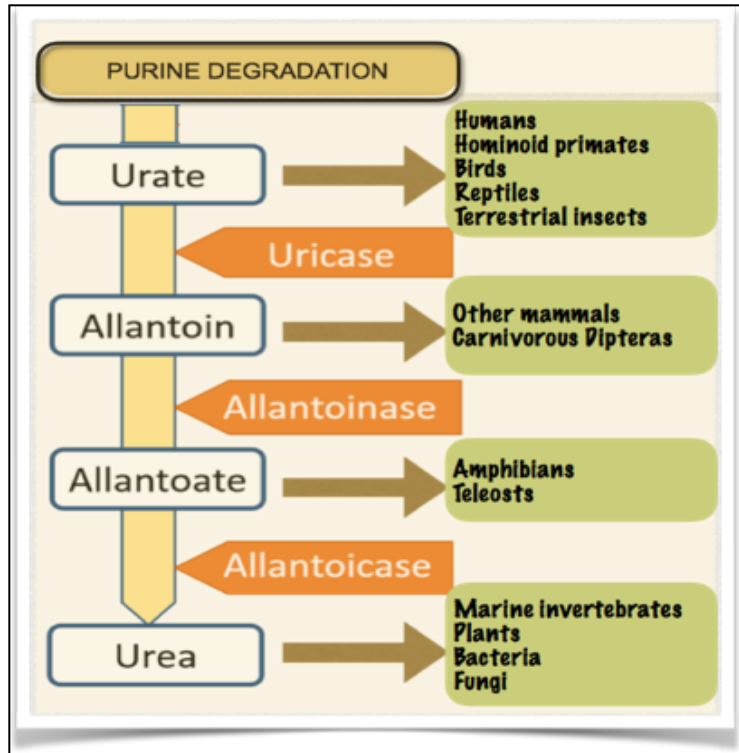 PURINE DEGRADATION
Urate
Humans
Hominoid primates
Birds
Reptiles
Terrestrial insects
Uricase
Allantoin
Other mammals
Carnivorous Dipteras
Allantoinase
Allantoate
Amphibians
Teleosts
Allantoicase
Urea
Marine invertebrates
Plants
Bacteria
Fungi